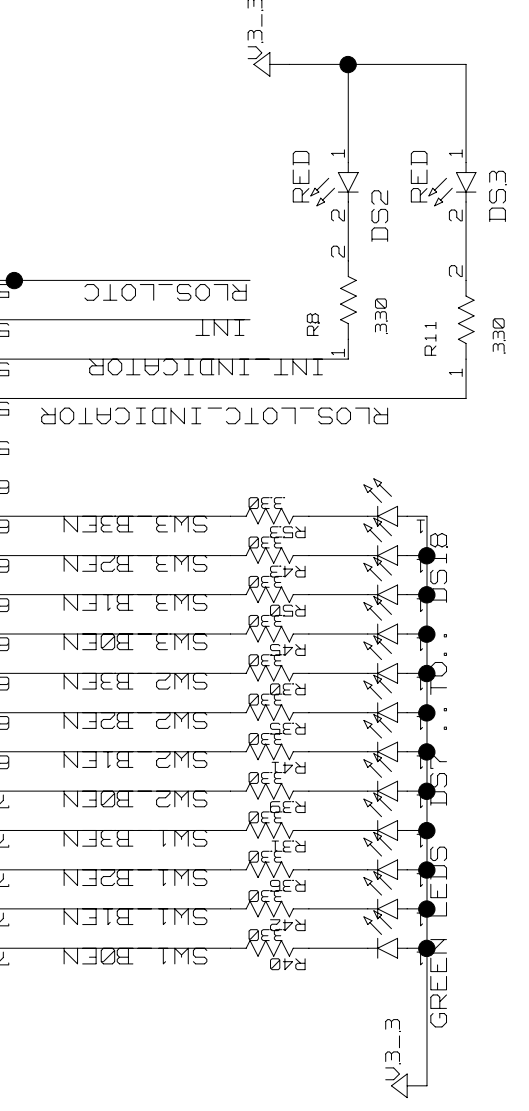 V3_3
RED
1
2
DS2
2
R8
330
1
RED
1
2
DS3
2
R11
330
1
RLOS_LOTC
INT
INT_INDICATOR
RLOS_LOTC_INDICATOR
SW3_B3EN
330
R53
SW3_B2EN
330
R43
SW3_B1EN
330
R50
SW3_B0EN
330
R45
SW2_B3EN
330
R30
SW2_B2EN
330
R35
SW2_B1EN
330
R41
SW2_B0EN
330
R39
SW1_B3EN
330
R31
SW1_B2EN
330
R36
SW1_B1EN
330
R42
SW1_B0EN
330
R40
GREEN LEDS DS7 ..TO.. DS18
V3_3